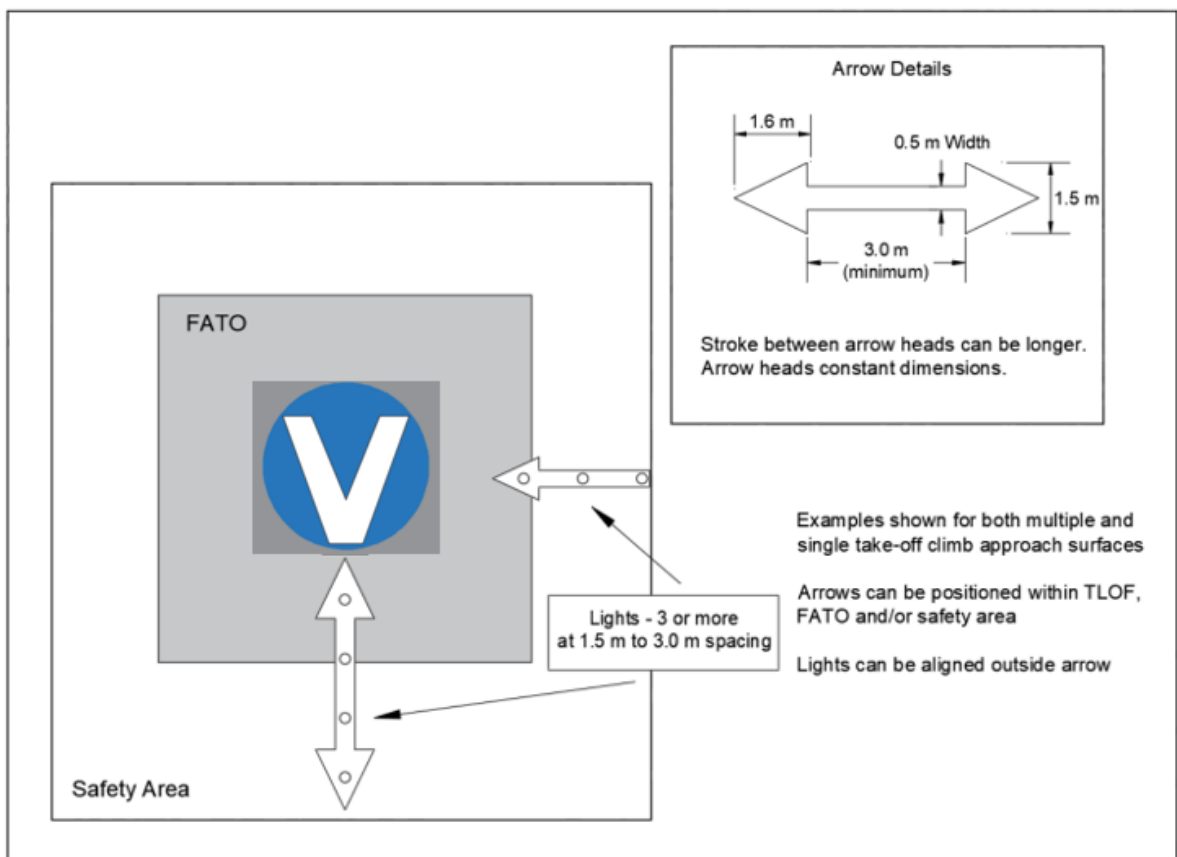 Arrow Details
1.6 m
0.5 m Width
1.5 m
3.0 m
(minimum)
Stroke between arrow heads can be longer.
Arrow heads constant dimensions.
FATO
V
Examples shown for both multiple and
single take-off climb approach surfaces
Arrows can be positioned within TLOF,
FATO and/or safety area
Lights can be aligned outside arrow
Lights - 3 or more
at 1.5 m to 3.0 m spacing
Safety Area